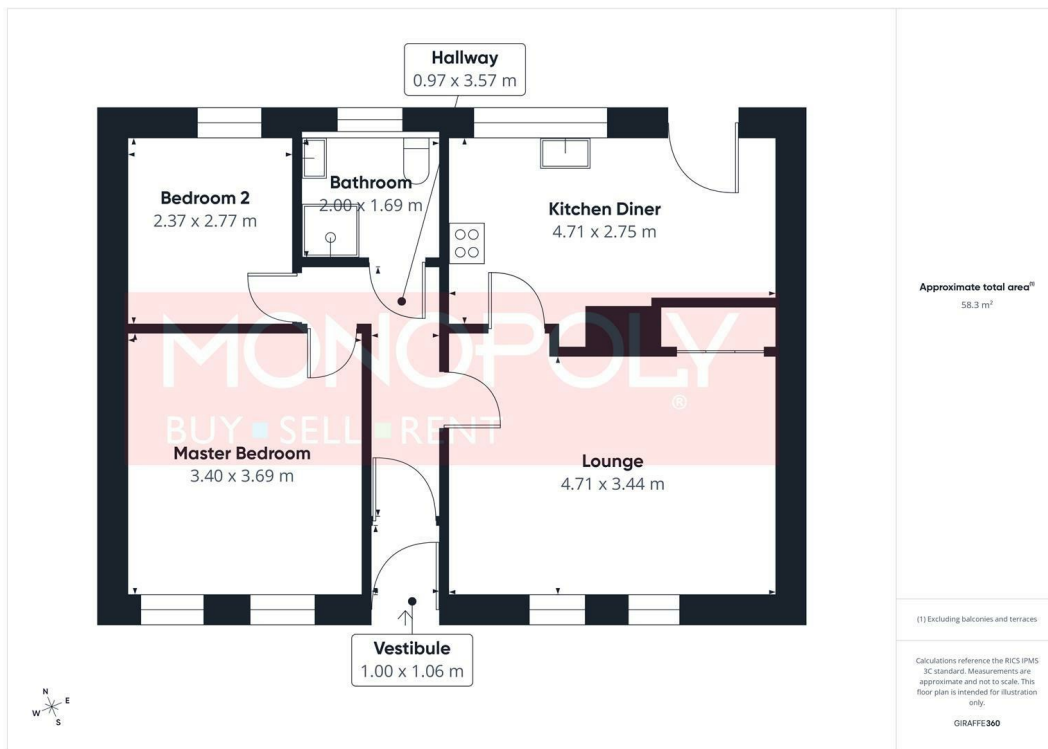 Hallway
0.97 x 3.57 m
Bedroom 2
2.37 x 2.77 m
Bathroom
2.00 x 1.69 m
Kitchen Diner
4.71 x 2.75 m
MONOPOLY
®
BUY SELL RENT
Master Bedroom
3.40 x 3.69 m
Lounge
4.71 x 3.44 m
Vestibule
1.00 x 1.06 m
N
E
W
S
Approximate total area(1)
58.3 m²
(1) Excluding balconies and terraces
Calculations reference the RICS IPMS
3C standard. Measurements are
approximate and not to scale. This
floor plan is intended for illustration
only.
GIRAFFE360